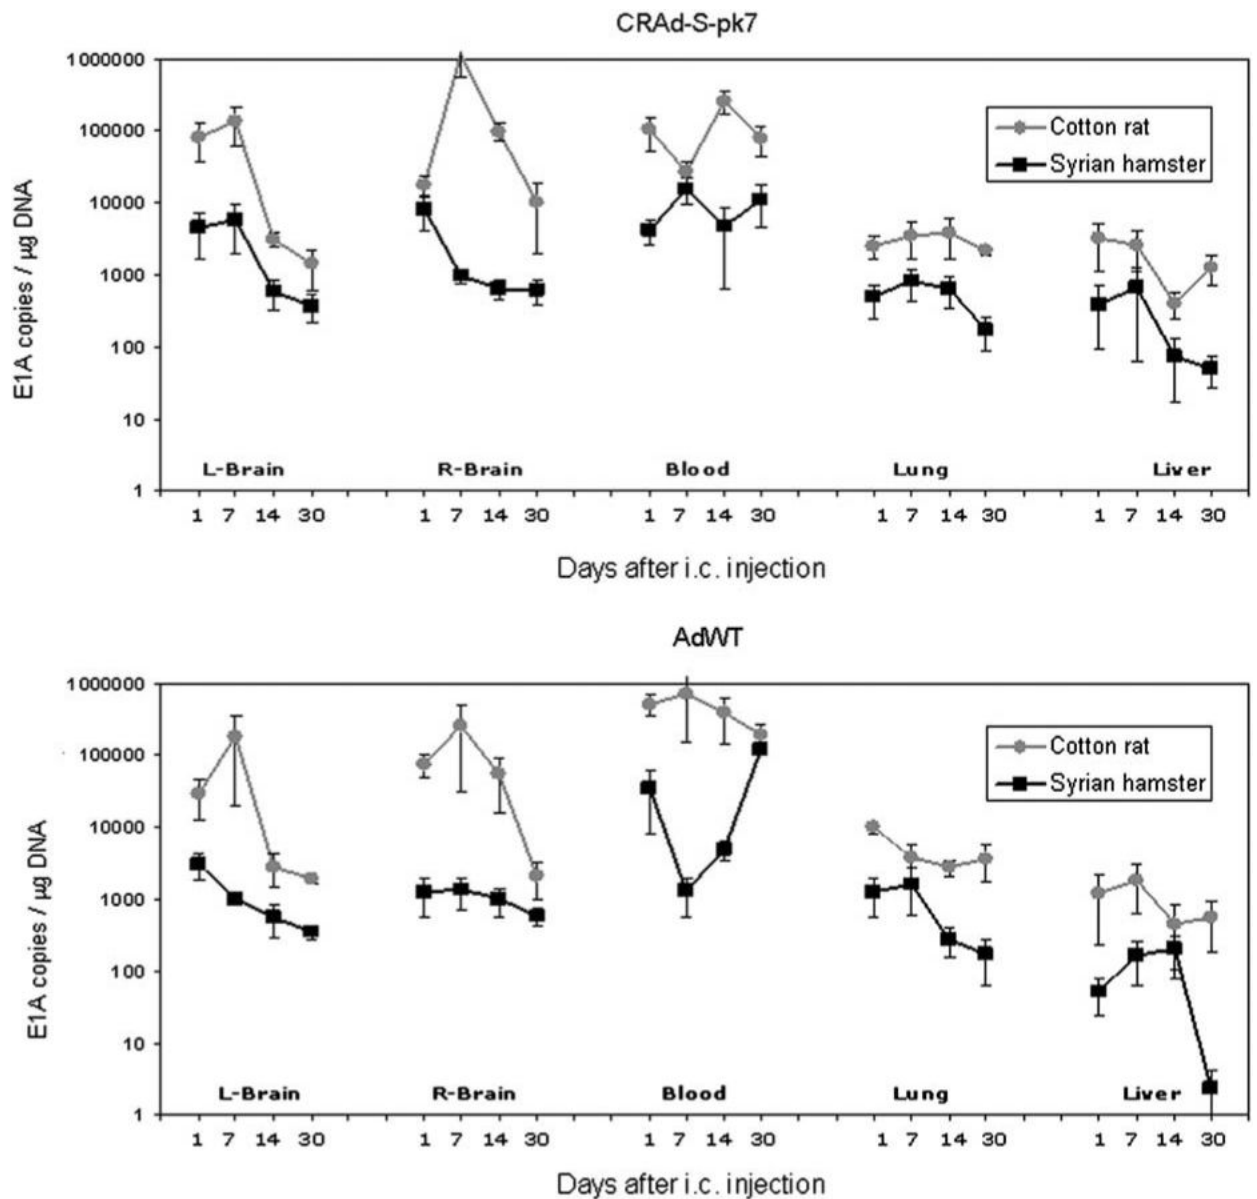 CRAd-S-pk7
1000000
100000
10000
1000
100
10
1
E1A copies / µg DNA
Cotton rat
Syrian hamster
L-Brain R-Brain Blood Lung Liver
1 7 14 30 1 7 14 30 1 7 14 30 1 7 14 30 1 7 14 30
Days after i.c. injection
AdWT
1000000
100000
10000
1000
100
10
1
E1A copies / µg DNA
Cotton rat
Syrian hamster
L-Brain R-Brain Blood Lung Liver
1 7 14 30 1 7 14 30 1 7 14 30 1 7 14 30 1 7 14 30
Days after i.c. injection